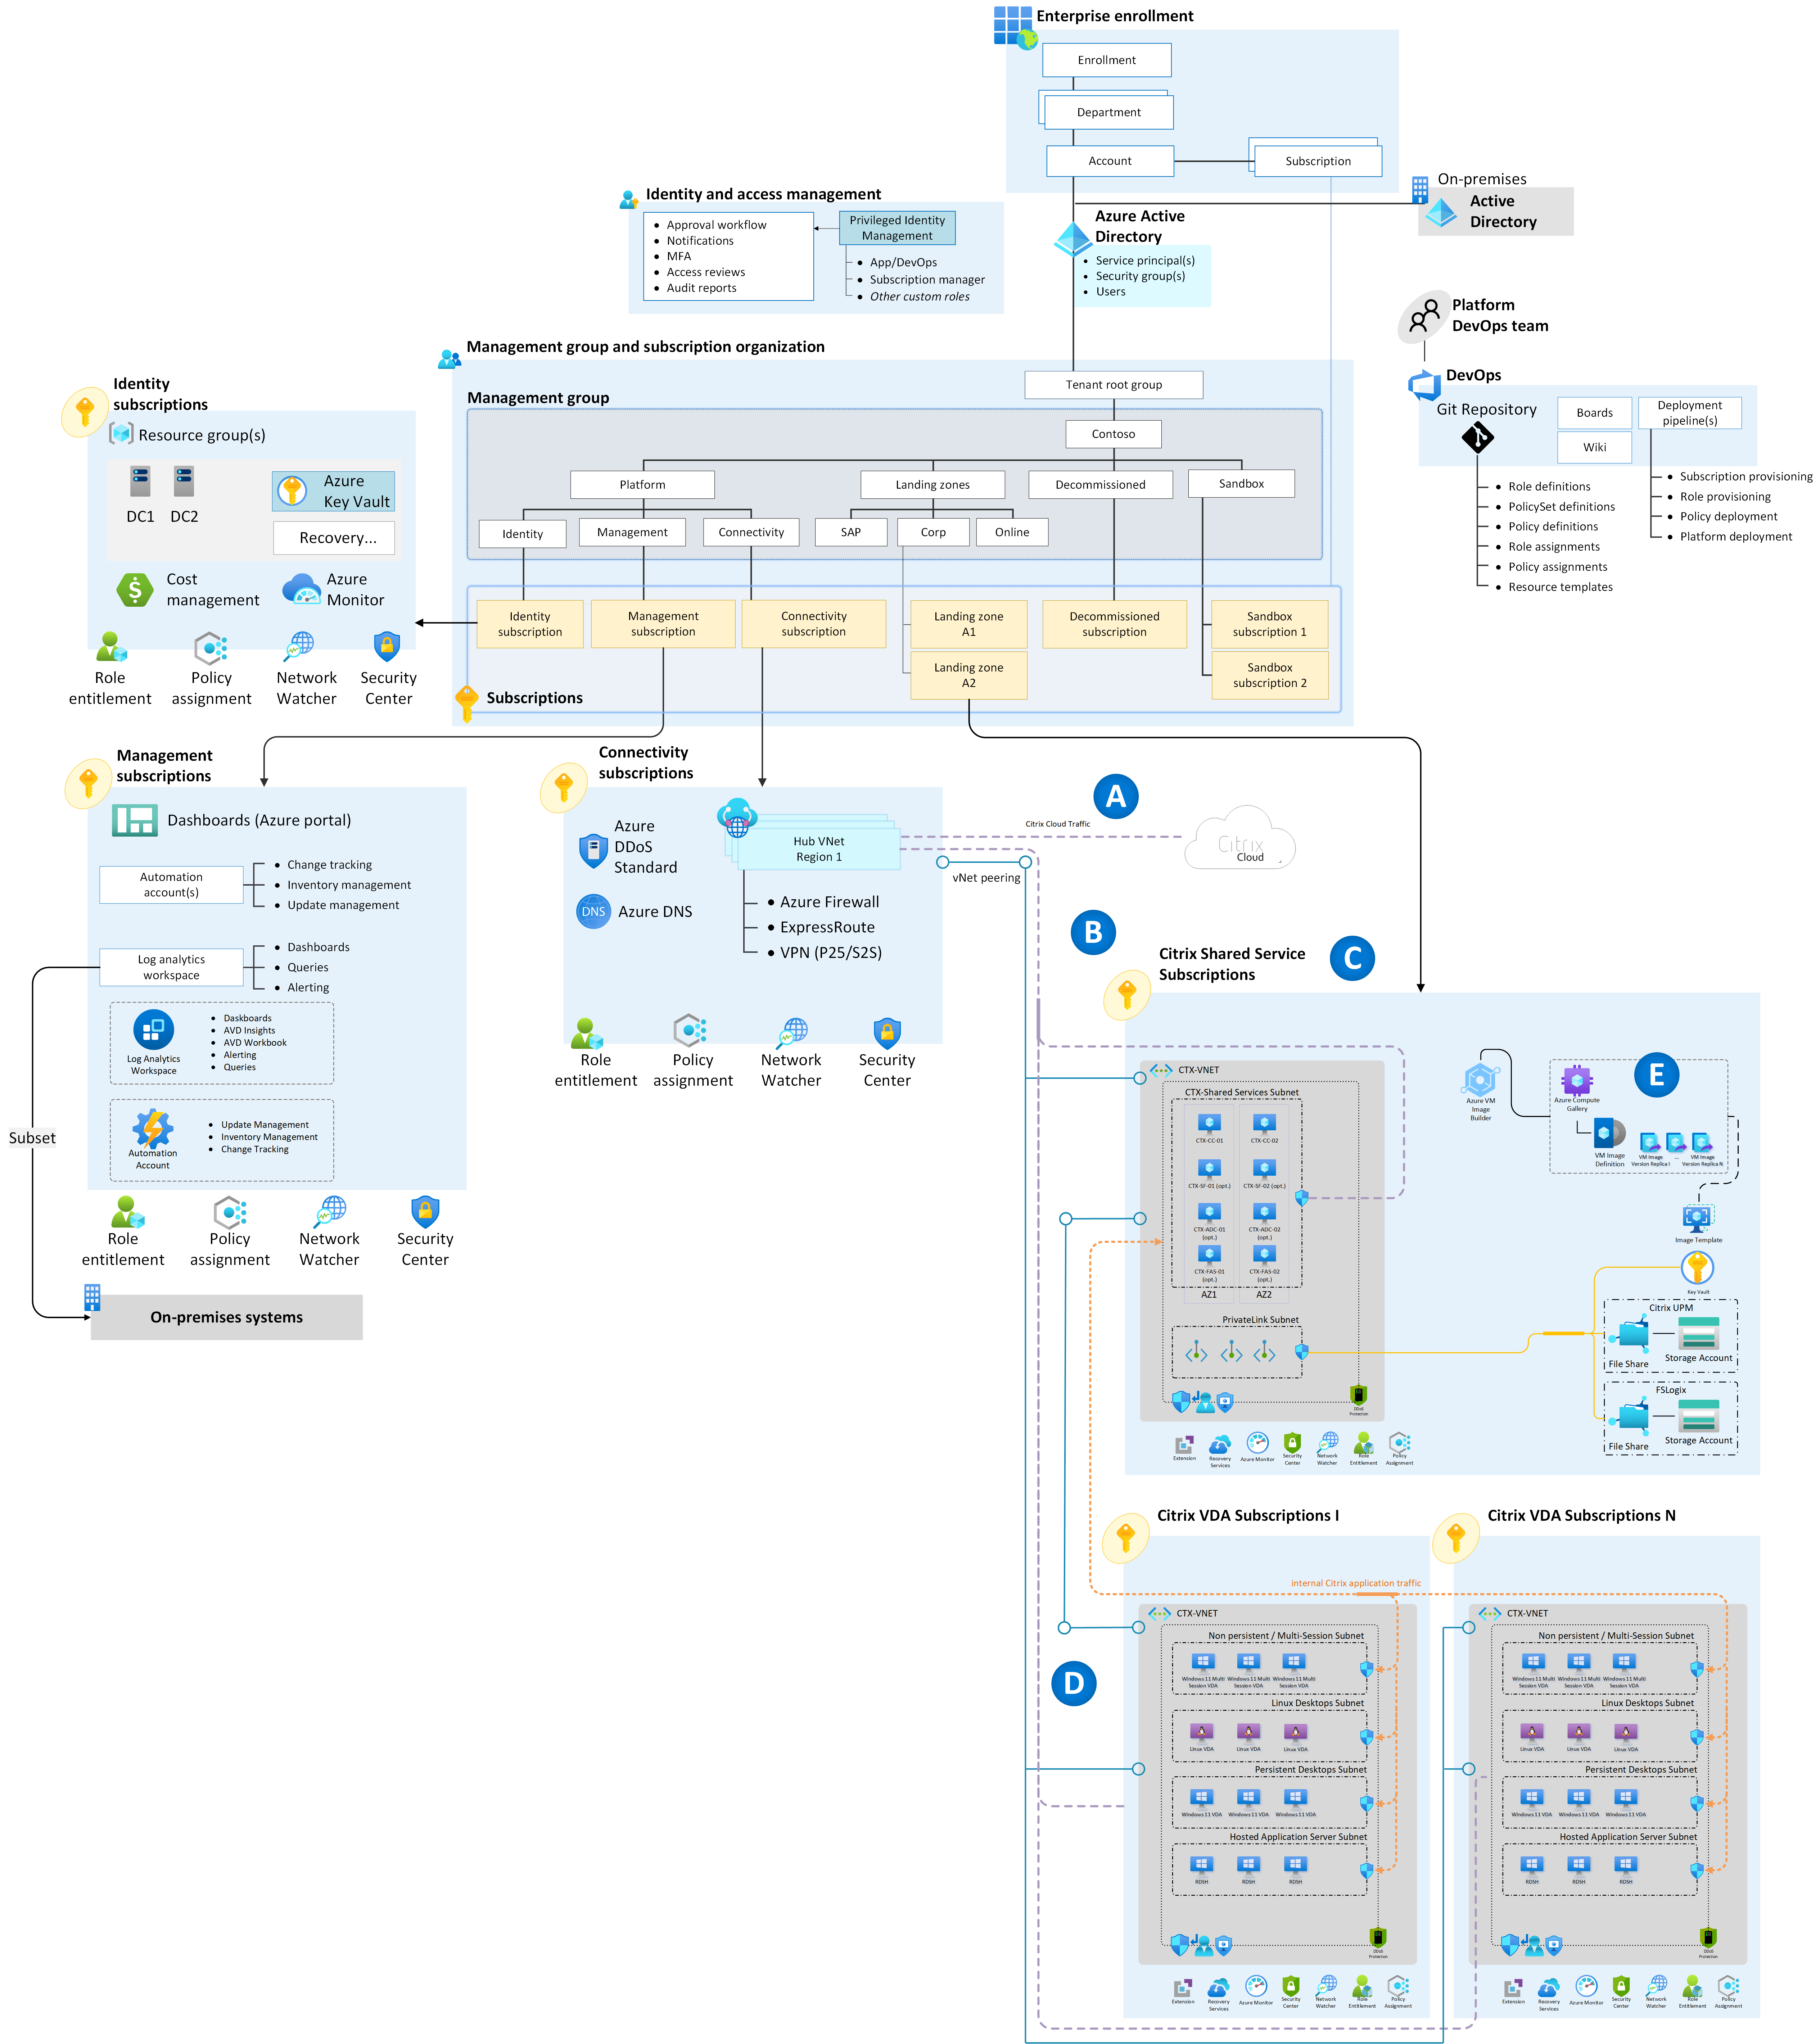 Enterprise enrollment
Enrollment
Department
Account
Subscription
On-premises
Active
Directory
Identity and access management
Approval workflow
Notifications
MFA
Access reviews
Audit reports
Privileged Identity
Management
App/DevOps
Subscription manager
Other custom roles
Azure Active
Directory
Service principal(s)
Security group(s)
Users
Platform
DevOps team
DevOps
Git Repository
Boards
Wiki
Deployment
pipeline(s)
Role definitions
PolicySet definitions
Policy definitions
Role assignments
Policy assignments
Resource templates
Subscription provisioning
Role provisioning
Policy deployment
Platform deployment
Management group and subscription organization
Tenant root group
Management group
Contoso
Platform
Landing zones
Decommissioned
Sandbox
Identity
Management
Connectivity
SAP
Corp
Online
Identity
subscription
Management
subscription
Connectivity
subscription
Landing zone
A1
Landing zone
A2
Decommissioned
subscription
Sandbox
subscription 1
Sandbox
subscription 2
Subscriptions
Identity
subscriptions
Resource group(s)
DC1
DC2
Azure
Key Vault
Recovery...
Cost
management
Azure
Monitor
Role
entitlement
Policy
assignment
Network
Watcher
Security
Center
Management
subscriptions
Dashboards (Azure portal)
Automation
account(s)
Change tracking
Inventory management
Update management
Log analytics
workspace
Dashboards
Queries
Alerting
Log Analytics
Workspace
Daskboards
AVD Insights
AVD Workbook
Alerting
Queries
Automation
Account
Update Management
Inventory Management
Change Tracking
Subset
Role
entitlement
Policy
assignment
Network
Watcher
Security
Center
On-premises systems
Connectivity
subscriptions
Azure
DDoS
Standard
Azure DNS
DNS
Hub VNet
Region 1
Azure Firewall
ExpressRoute
VPN (P25/S2S)
Role
entitlement
Policy
assignment
Network
Watcher
Security
Center
A
Citrix Cloud Traffic
Citrix
Cloud
vNet peering
B
Citrix Shared Service
Subscriptions
C
CTX-VNET
CTX-Shared Services Subnet
CTX-CC-01
CTX-CC-02
CTX-SF-01 (opt.)
CTX-SF-02 (opt.)
CTX-ADC-01
(opt.)
CTX-ADC-02
(opt.)
CTX-FAS-01
(opt.)
CTX-FAS-02
(opt.)
AZ1
AZ2
PrivateLink Subnet
DDoS
Protection
Extension
Recovery
Services
Azure Monitor
Security
Center
Network
Watcher
Role
Entitlement
Policy
Assignment
Azure VM
Image
Builder
Azure Compute
Gallery
E
VM Image
Definition
VM Image
Version Replica I
...
VM Image
Version Replica N
Image Template
Key Vault
Citrix UPM
File Share
Storage Account
FSLogix
File Share
Storage Account
Citrix VDA Subscriptions I
internal Citrix application traffic
D
CTX-VNET
Non persistent / Multi-Session Subnet
Windows 11 Multi
Session VDA
Windows 11 Multi
Session VDA
Windows 11 Multi
Session VDA
Linux Desktops Subnet
Linux VDA
Linux VDA
Linux VDA
Persistent Desktops Subnet
Windows 11 VDA
Windows 11 VDA
Windows 11 VDA
Hosted Application Server Subnet
RDSH
RDSH
RDSH
DDoS
Protection
Extension
Recovery
Services
Azure Monitor
Security
Center
Network
Watcher
Role
Entitlement
Policy
Assignment
Citrix VDA Subscriptions N
CTX-VNET
Non persistent / Multi-Session Subnet
Windows 11 Multi
Session VDA
Windows 11 Multi
Session VDA
Windows 11 Multi
Session VDA
Linux Desktops Subnet
Linux VDA
Linux VDA
Linux VDA
Persistent Desktops Subnet
Windows 11 VDA
Windows 11 VDA
Windows 11 VDA
Hosted Application Server Subnet
RDSH
RDSH
RDSH
DDoS
Protection
Extension
Recovery
Services
Azure Monitor
Security
Center
Network
Watcher
Role
Entitlement
Policy
Assignment